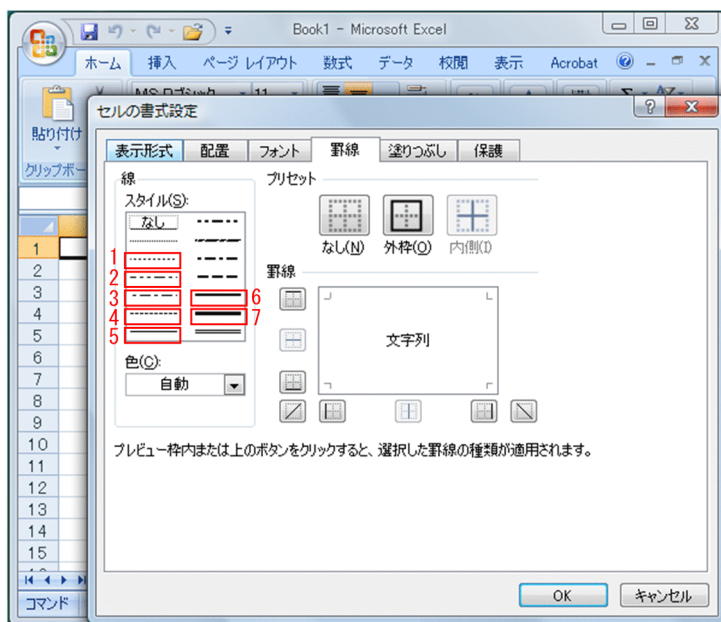 Book1 - Microsoft Excel
ホーム 挿入 ページ レイアウト 数式 データ 校閲 表示 Acrobat
貼り付け
クリップボー
セルの書式設定
表示形式 配置 フォント 罫線 塗りつぶし 保護
線
スタイル(S):
なし
プリセット
なし(N) 外枠(O) 内側(I)
罫線
文字列
1
2
3
4
5
6
7
色(C):
自動
プレビュー枠内または上のボタンをクリックすると、選択した罫線の種類が適用されます。
1
2
3
4
5
6
7
8
9
10
11
12
13
14
15
コマンド
OK キャンセル